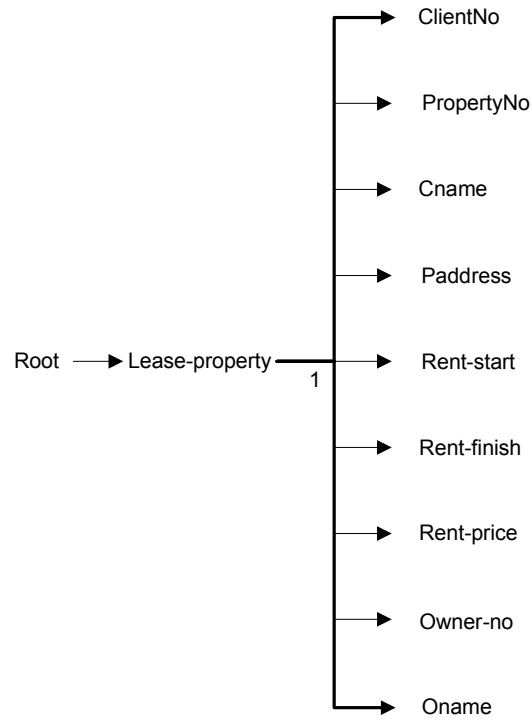 ClientNo
PropertyNo
Cname
Paddress
Root Lease-property Rent-start
1
Rent-finish
Rent-price
Owner-no
Oname